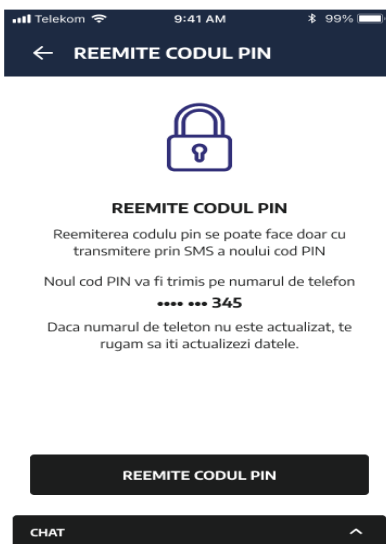 Telekom 9:41 AM 99%
REEMITE CODUL PIN
REEMITE CODUL PIN
Reemiterea codulu pin se poate face doar cu
transmitere prin SMS a noului cod PIN
Noul cod PIN va fi trimis pe numarul de telefon
•••• ••• 345
Daca numarul de teleton nu este actualizat, te
rugam sa iti actualizezi datele.
REEMITE CODUL PIN
CHAT